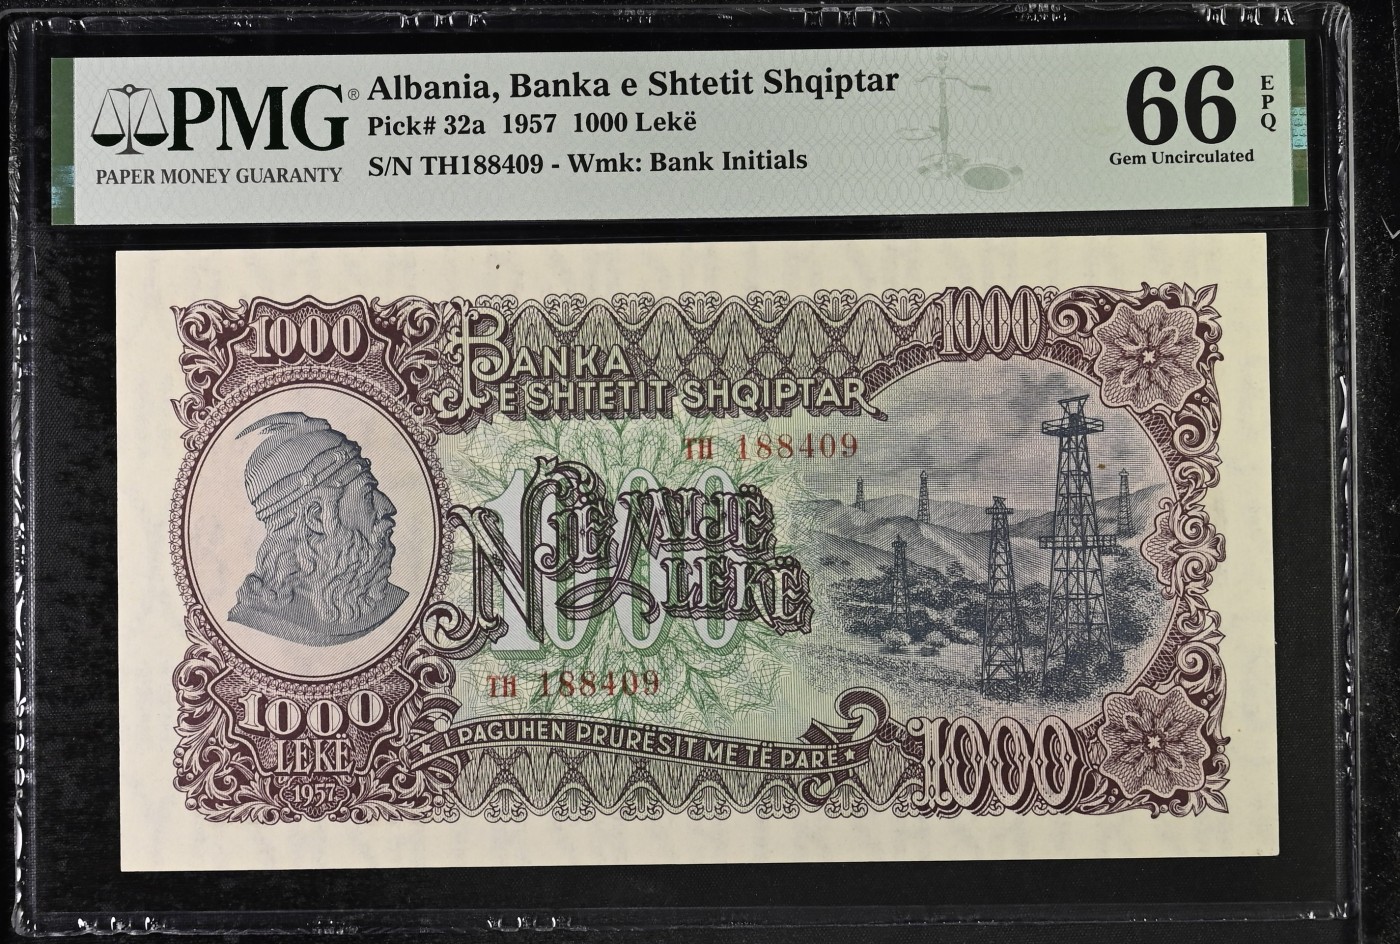 PMG®
PAPER MONEY GUARANTY
Albania, Banka e Shtetit Shqiptar
Pick# 32a 1957 1000 Lekë
S/N TH188409 - Wmk: Bank Initials
66
EPQ
Gem Uncirculated
1000
1000
BANKA
E SHTETIT SHQIPTAR
TH 188409
1000
NJË MIJË
LEKË
TH 188409
1000
LEKË
1957
I PAGUHEN PRURËSIT ME TË PARË
1000